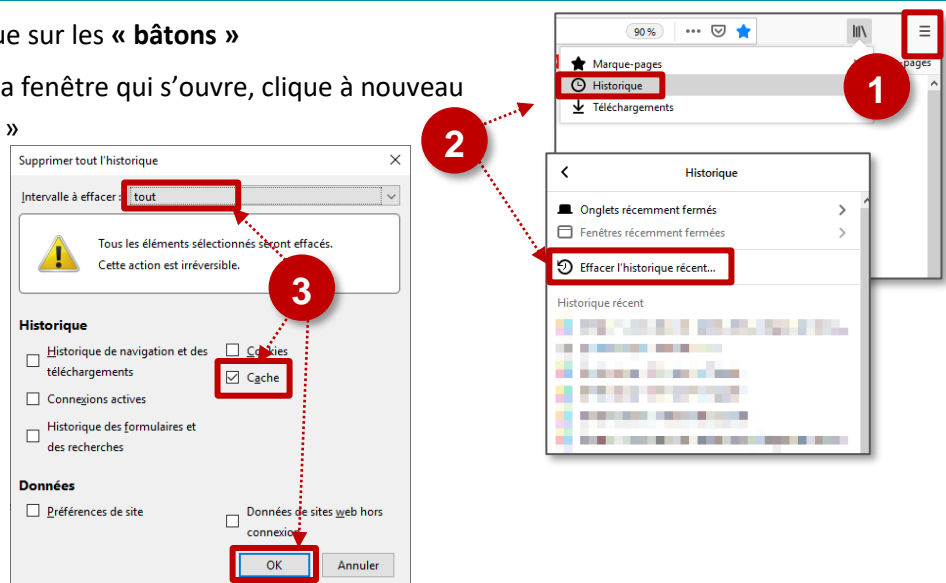 ue sur les « bâtons »
a fenêtre qui s’ouvre, clique à nouveau
»
90 %
Marque-pages
pages
Historique
1
Téléchargements
2
Historique
Onglets récemment fermés
Fenêtres récemment fermées
Effacer l’historique récent...
Historique récent
Supprimer tout l’historique
Intervalle à effacer : tout
Tous les éléments sélectionnés seront effacés.
Cette action est irréversible.
3
Historique
Historique de navigation et des
téléchargements
Cookies
Cache
Connexions actives
Historique des formulaires et
des recherches
Données
Préférences de site
Données de sites web hors
connexion
OK
Annuler